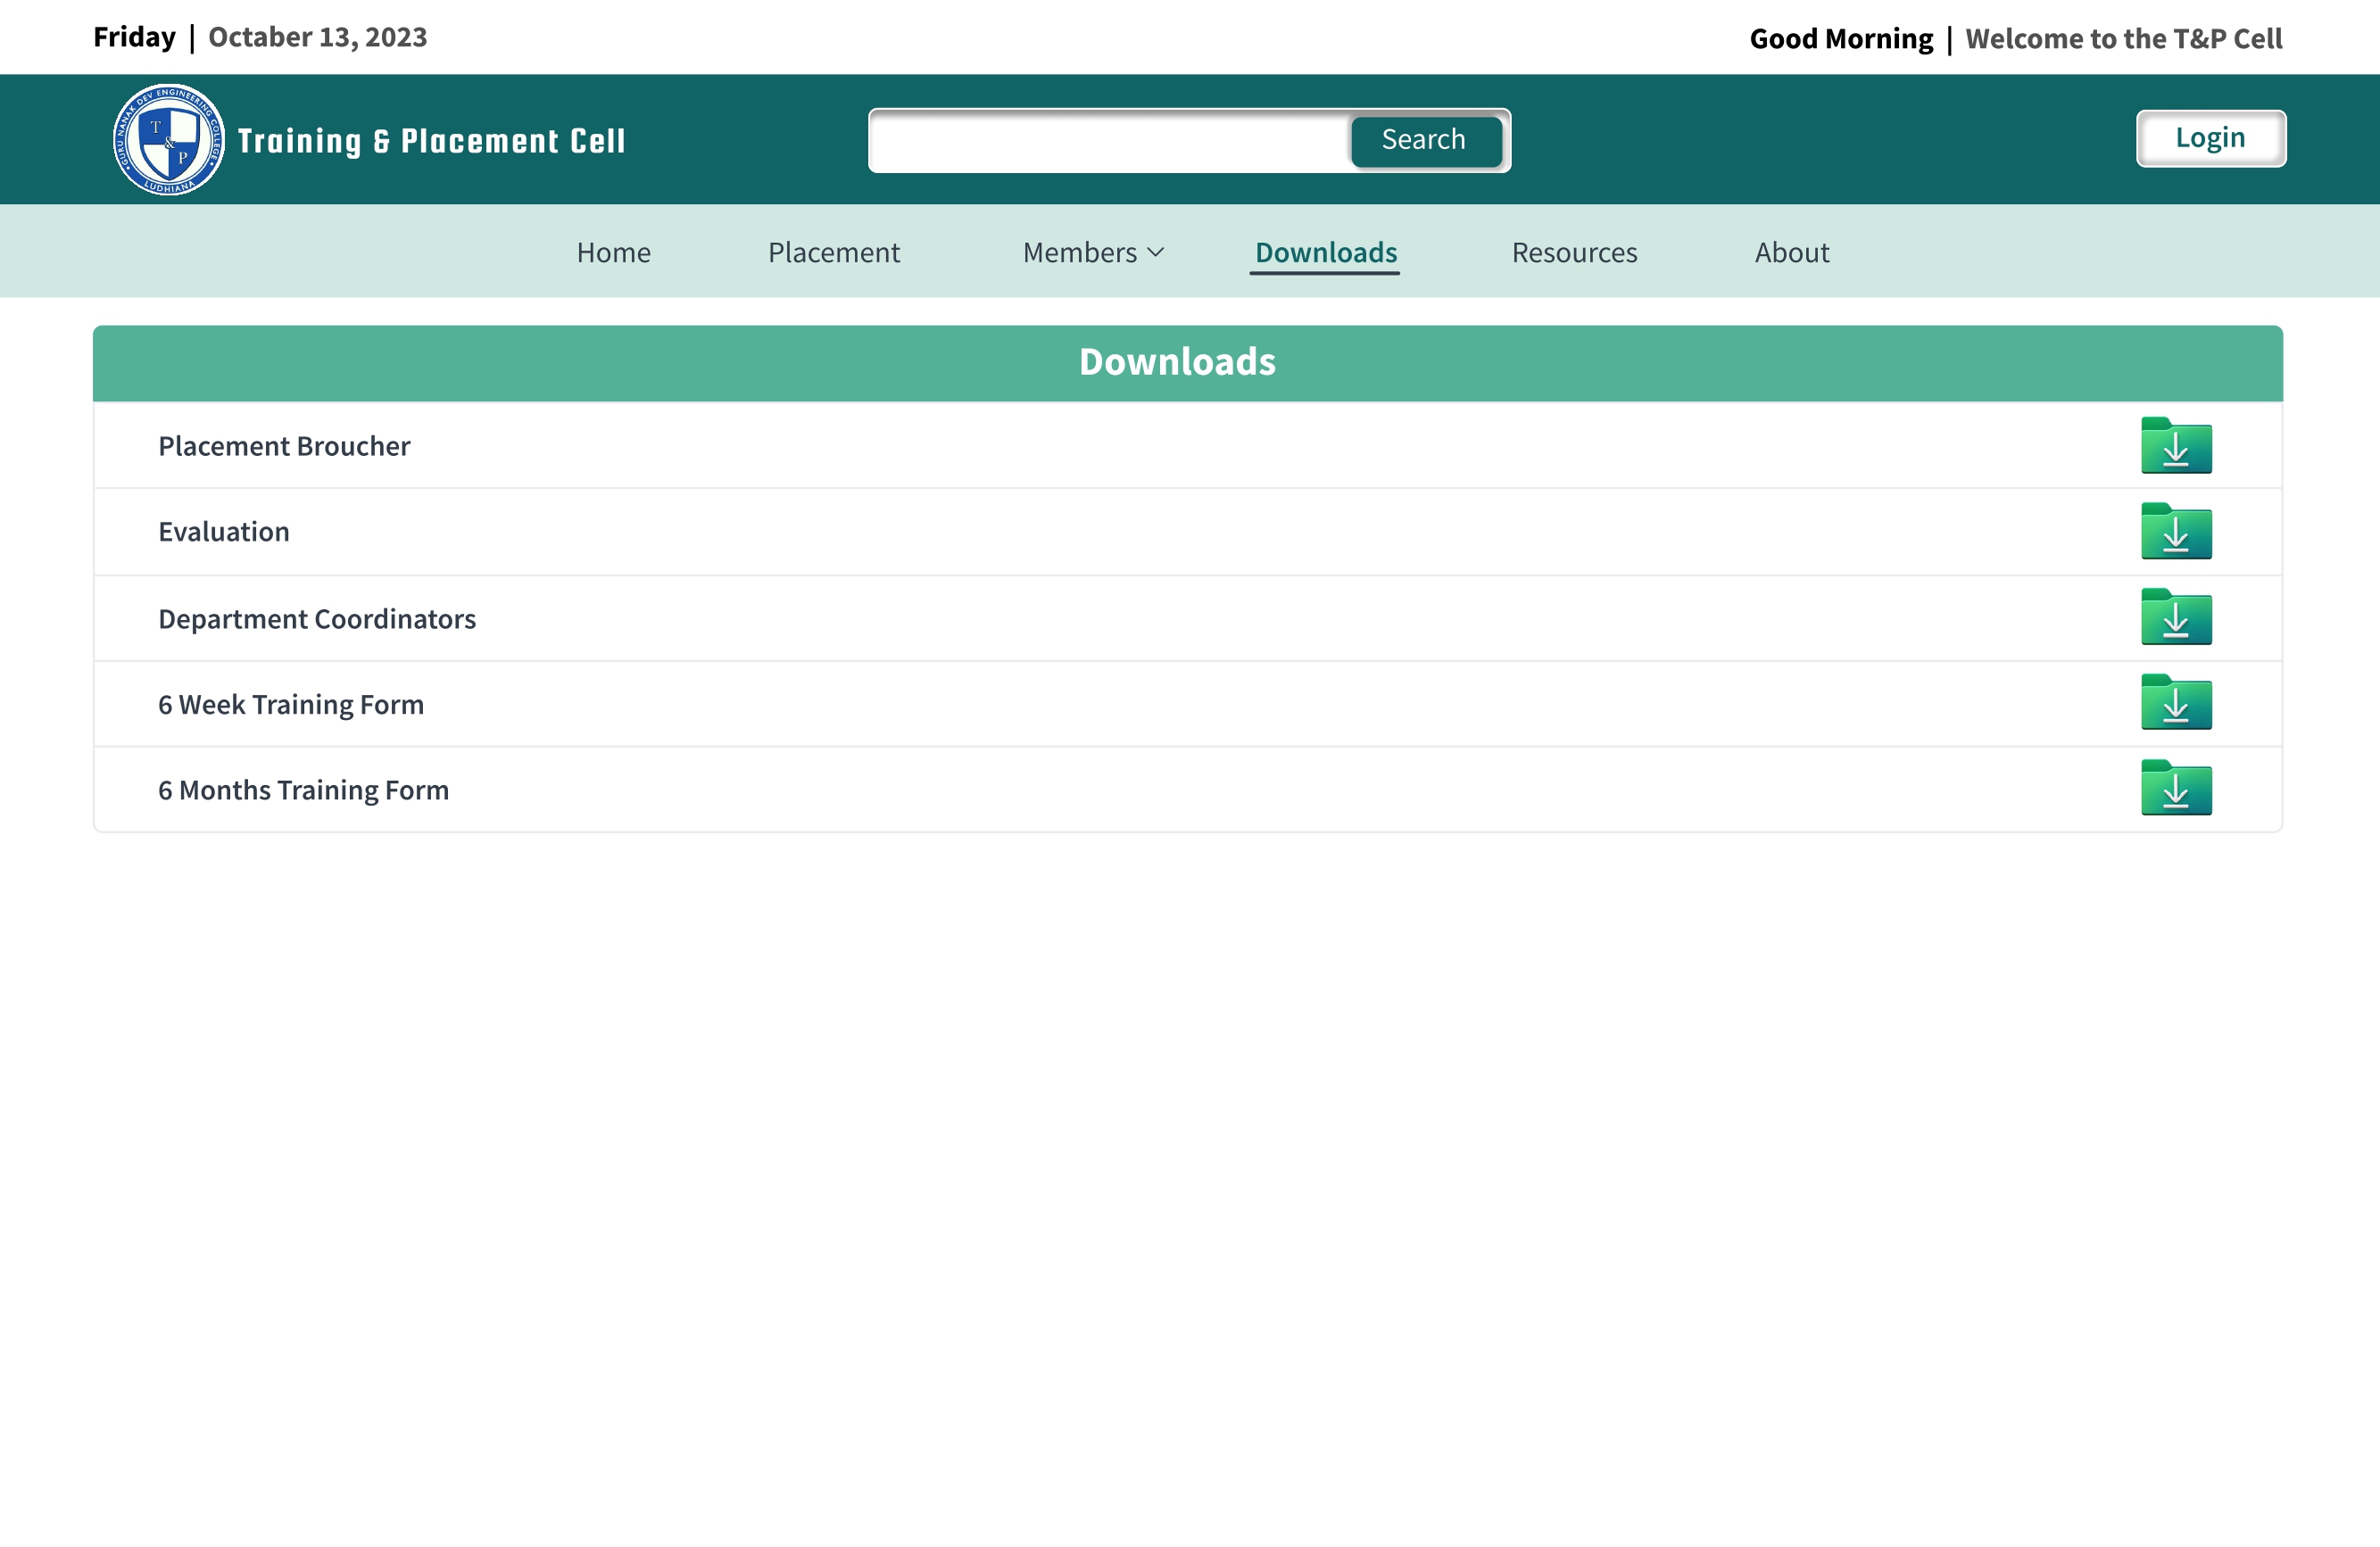 Friday | October 13, 2023
Good Morning | Welcome to the T&P Cell
GURU NANAK DEV ENGINEERING COLLEGE
T
&
P
LUDHIANA
Training & Placement Cell
Search
Login
Home
Placement
Members
Downloads
Resources
About
Downloads
Placement Broucher
Evaluation
Department Coordinators
6 Week Training Form
6 Months Training Form